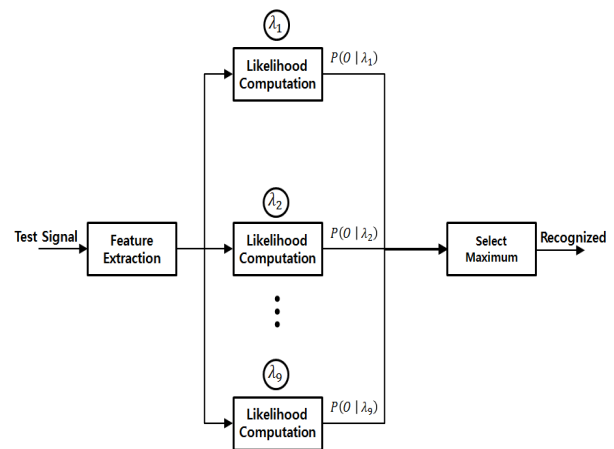 λ₁
Likelihood
Computation
P(O | λ₁)
λ₂
Test Signal
Feature
Extraction
Likelihood
Computation
P(O | λ₂)
Select
Maximum
Recognized
λ₉
Likelihood
Computation
P(O | λ₉)